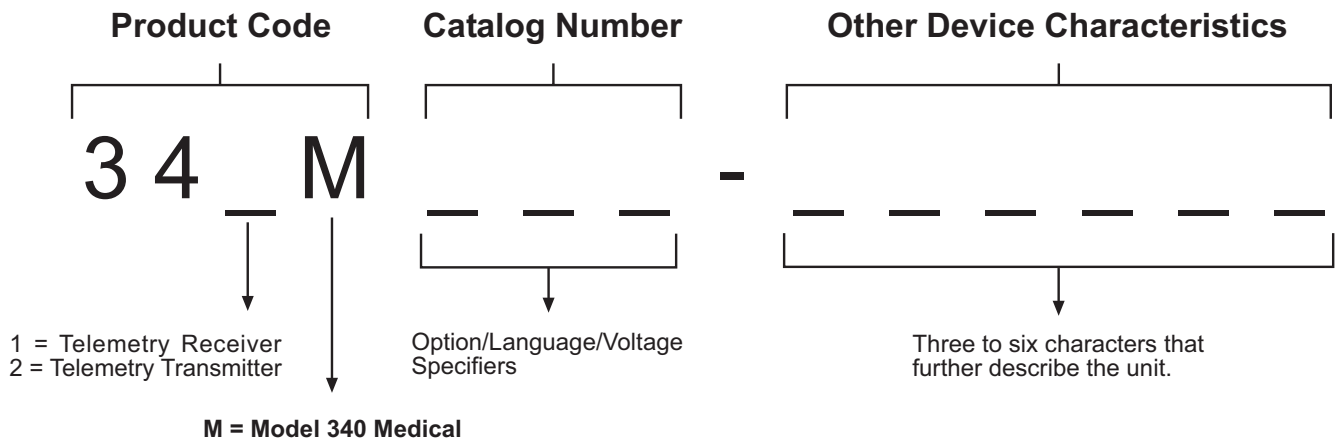 Product Code
Catalog Number
Other Device Characteristics
3 4 _ M _ _ _ - _ _ _ _ _ _
1 = Telemetry Receiver
2 = Telemetry Transmitter
Option/Language/Voltage
Specifiers
Three to six characters that
further describe the unit.
M = Model 340 Medical